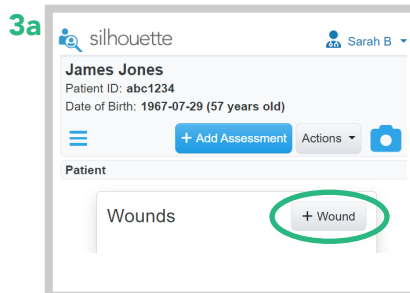 3a
silhouette
Sarah B
James Jones
Patient ID: abc1234
Date of Birth: 1967-07-29 (57 years old)
+ Add Assessment Actions
Patient
Wounds
+ Wound